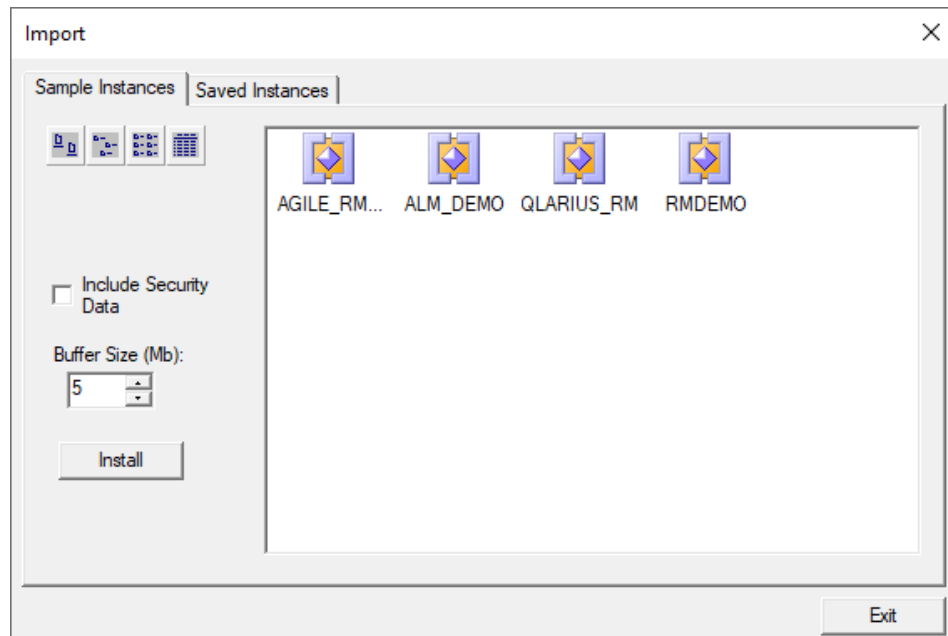 Import
Sample Instances
Saved Instances
AGILE_RM...
ALM_DEMO
QLARIUS_RM
RMDEMO
Include Security
Data
Buffer Size (Mb):
5
Install
Exit